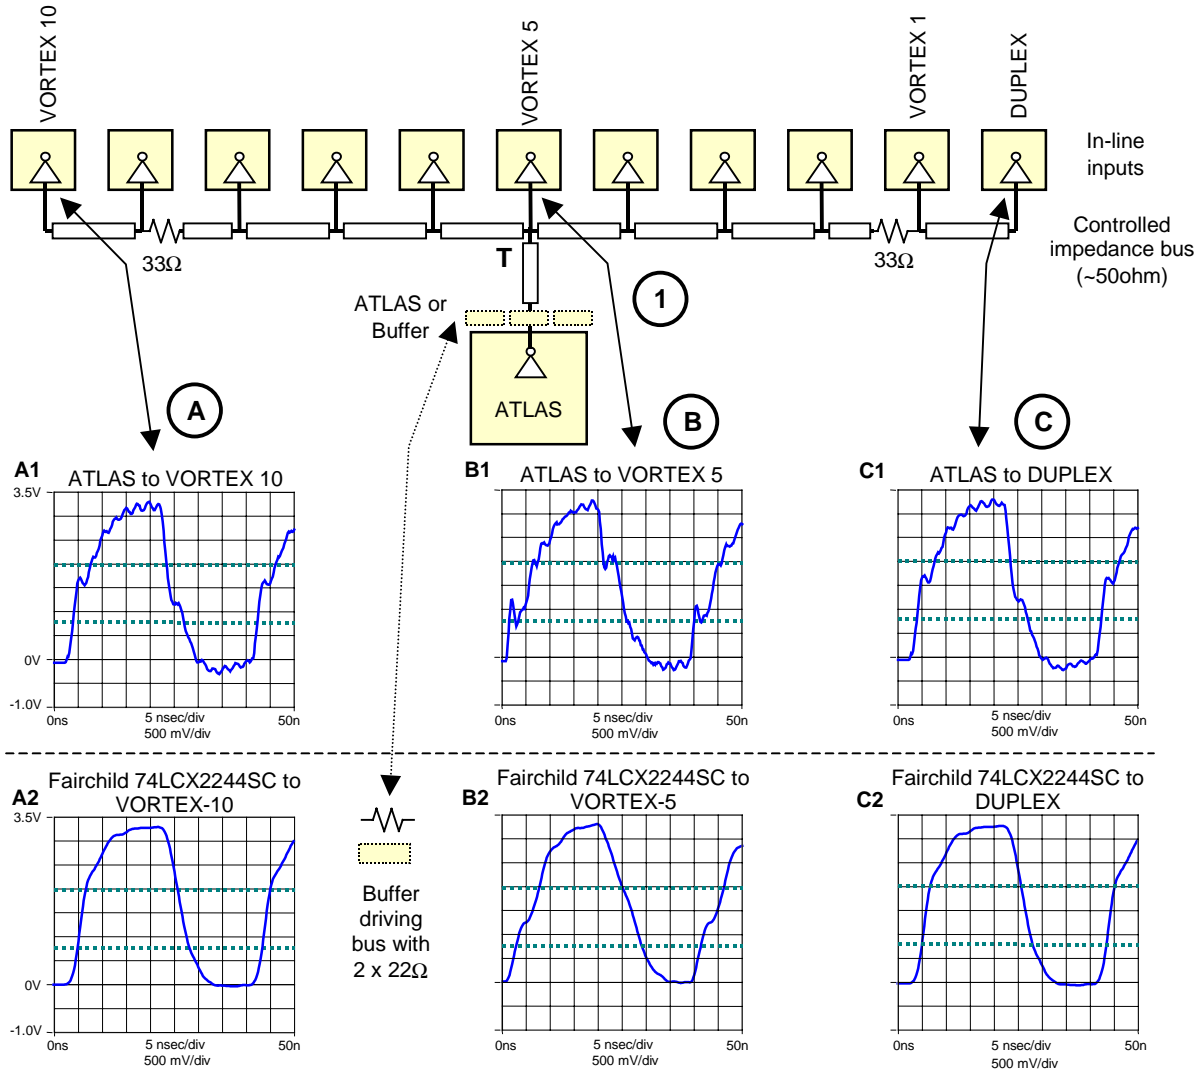 VORTEX 10
VORTEX 5
VORTEX 1
DUPLEX
In-line
inputs
Controlled
impedance bus
(~50ohm)
33Ω
T
33Ω
1
ATLAS or
Buffer
ATLAS
A
B
C
A1
ATLAS to VORTEX 10
3.5V
0V
-1.0V
0ns
5 nsec/div
500 mV/div
50n
B1
ATLAS to VORTEX 5
0ns
5 nsec/div
500 mV/div
50n
C1
ATLAS to DUPLEX
0ns
5 nsec/div
500 mV/div
50n
A2
Fairchild 74LCX2244SC to
VORTEX-10
3.5V
0V
-1.0V
0ns
5 nsec/div
500 mV/div
50n
Buffer
driving
bus with
2 x 22Ω
B2
Fairchild 74LCX2244SC to
VORTEX-5
0ns
5 nsec/div
500 mV/div
50n
C2
Fairchild 74LCX2244SC to
DUPLEX
0ns
5 nsec/div
500 mV/div
50n